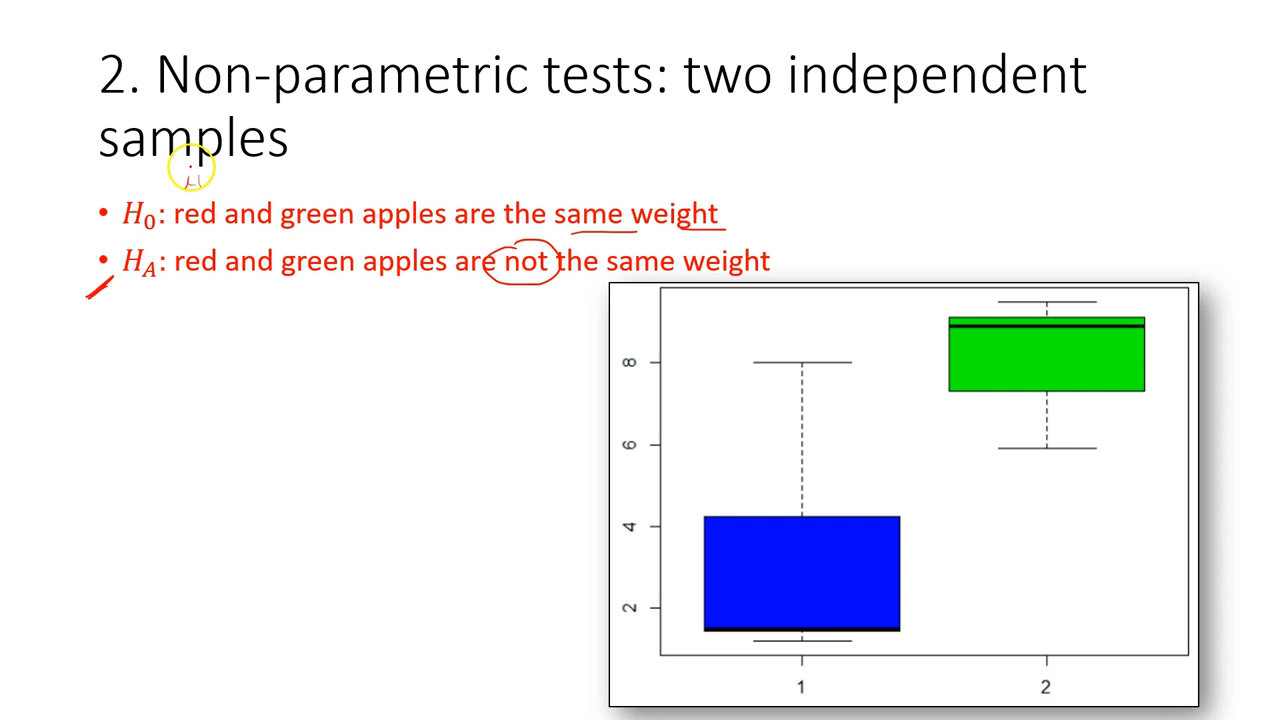 2. Non-parametric tests: two independent
samples
• H₀: red and green apples are the same weight
• H_A: red and green apples are not the same weight
8
6
4
2
1 2